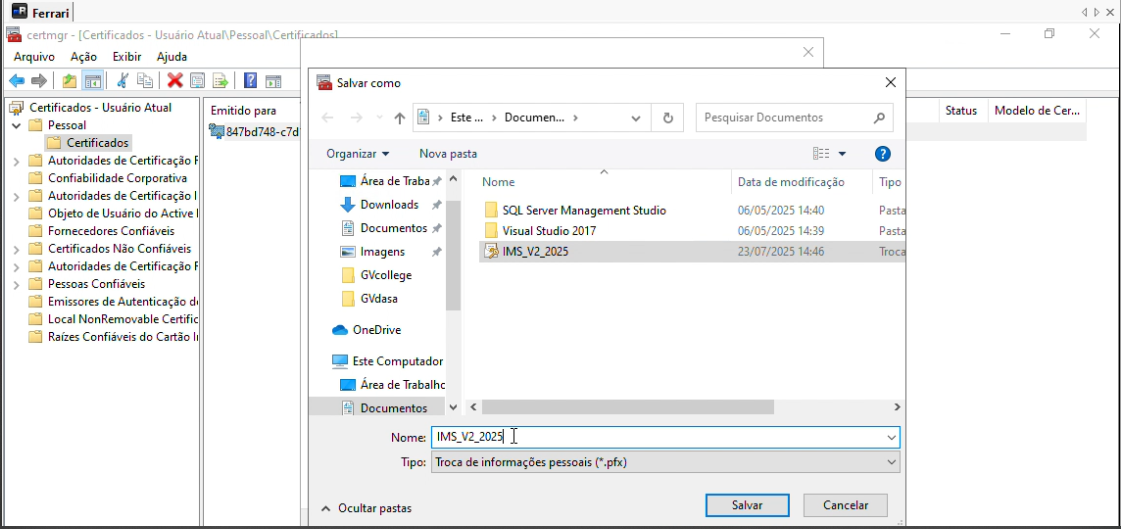 Ferrari
certmgr - [Certificados - Usuário Atual\Pessoal\Certificados]
Arquivo Ação Exibir Ajuda
Salvar como
Este ... Documen...
Pesquisar Documentos
Organizar Nova pasta
Certificados - Usuário Atual
Pessoal
Certificados
Autoridades de Certificação F
Confiabilidade Corporativa
Autoridades de Certificação I
Objeto de Usuário do Active I
Fornecedores Confiáveis
Certificados Não Confiáveis
Autoridades de Certificação F
Pessoas Confiáveis
Emissores de Autenticação de
Local NonRemovable Certific
Raízes Confiáveis do Cartão In
Emitido para
847bd748-c7d
Status Modelo de Cer...
Área de Traba
Downloads
Documentos
Imagens
GVcollege
GVdasa
OneDrive
Este Computador
Área de Trabalho
Documentos
Nome Data de modificação Tipo
SQL Server Management Studio 06/05/2025 14:40 Pasta
Visual Studio 2017 06/05/2025 14:39 Pasta
IMS_V2_2025 23/07/2025 14:46 Troca
Nome: IMS_V2_2025
Tipo: Troca de informações pessoais (*.pfx)
Ocultar pastas
Salvar Cancelar